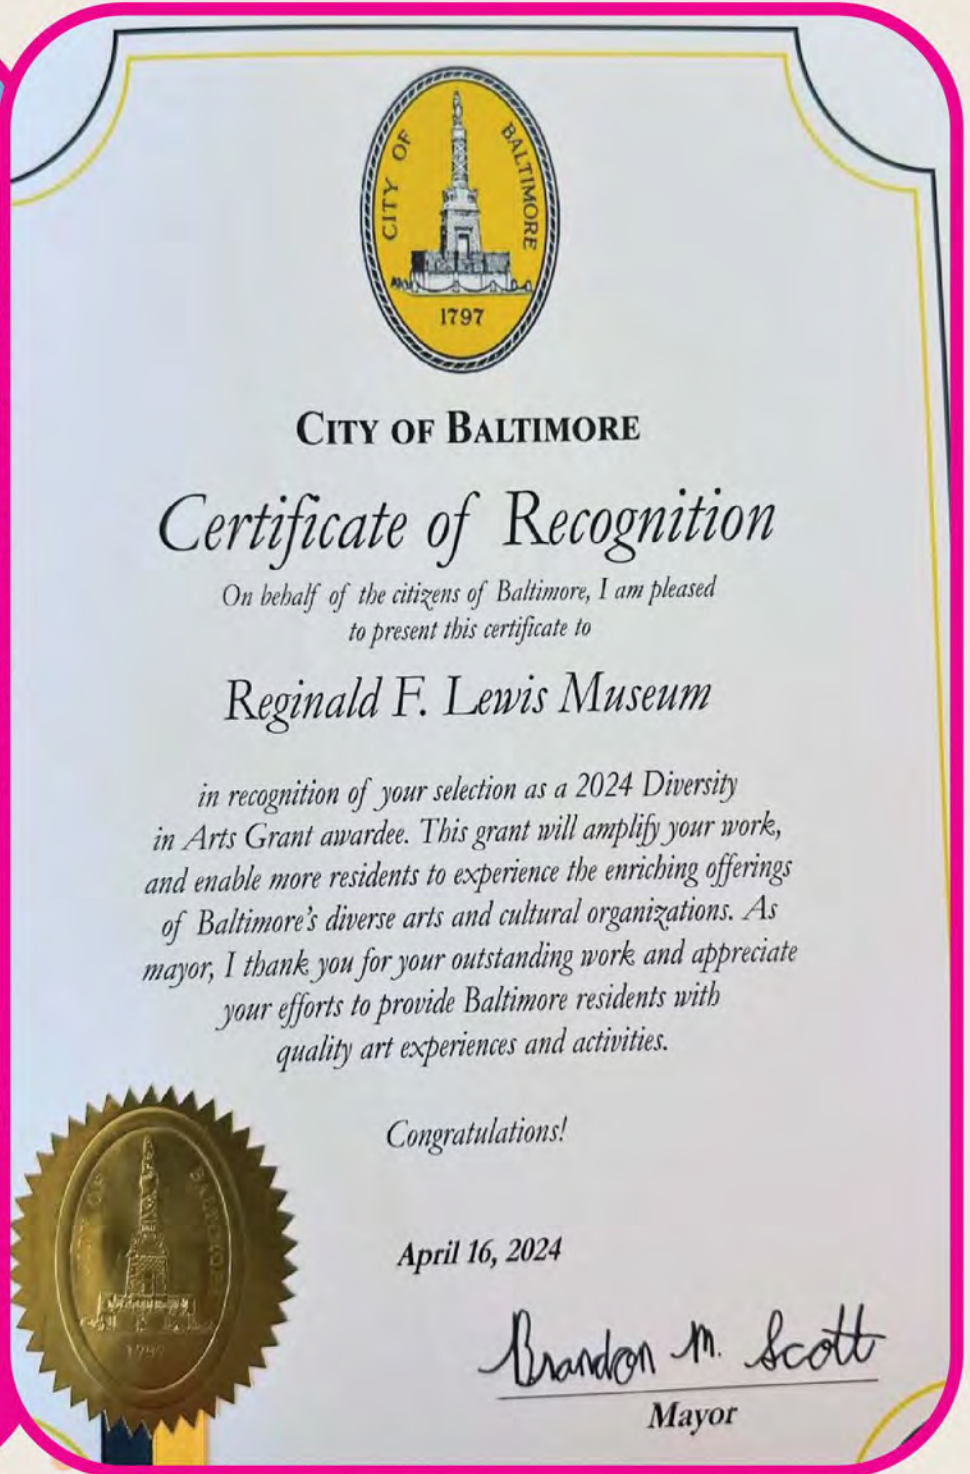 CITY OF BALTIMORE
1797
CITY OF BALTIMORE
Certificate of Recognition
On behalf of the citizens of Baltimore, I am pleased
to present this certificate to
Reginald F. Lewis Museum
in recognition of your selection as a 2024 Diversity
in Arts Grant awardee. This grant will amplify your work,
and enable more residents to experience the enriching offerings
of Baltimore's diverse arts and cultural organizations. As
mayor, I thank you for your outstanding work and appreciate
your efforts to provide Baltimore residents with
quality art experiences and activities.
Congratulations!
CITY OF BALTIMORE
1797
April 16, 2024
Brandon M. Scott
Mayor